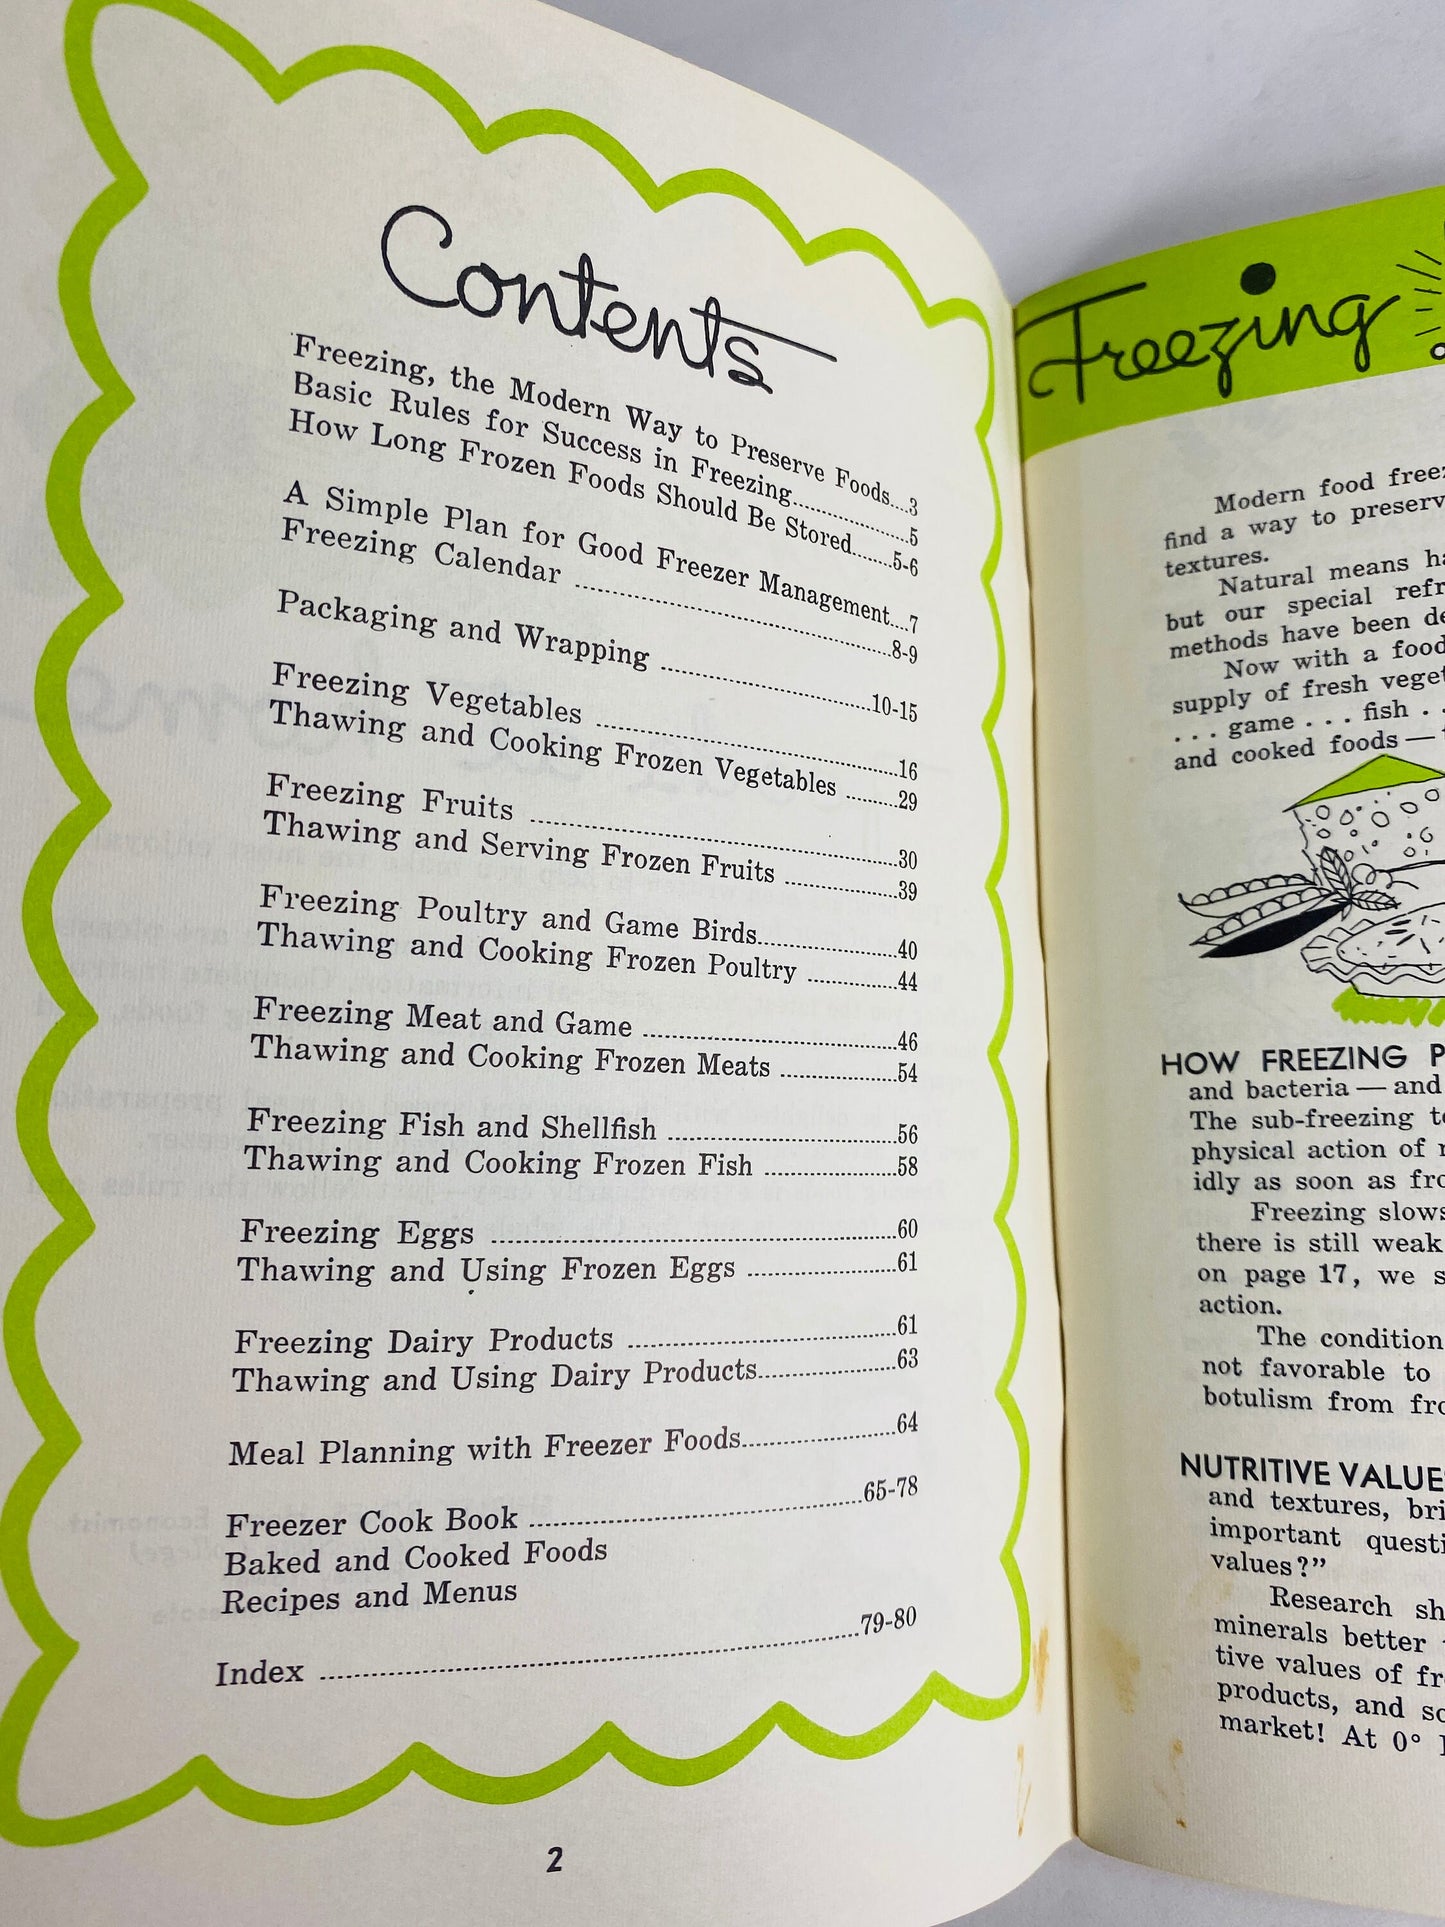 Contents
Freezing, the Modern Way to Preserve Foods...3
Basic Rules for Success in Freezing....................5
How Long Frozen Foods Should Be Stored.......5-6
A Simple Plan for Good Freezer Management....7
Freezing Calendar ..........................................8-9
Packaging and Wrapping ..............................10-15
Freezing Vegetables ........................................16
Thawing and Cooking Frozen Vegetables .........29
Freezing Fruits ................................................30
Thawing and Serving Frozen Fruits ................39
Freezing Poultry and Game Birds....................40
Thawing and Cooking Frozen Poultry .............44
Freezing Meat and Game ................................46
Thawing and Cooking Frozen Meats ................54
Freezing Fish and Shellfish .............................56
Thawing and Cooking Frozen Fish ..................58
Freezing Eggs ..................................................60
Thawing and Using Frozen Eggs .....................61
Freezing Dairy Products .................................61
Thawing and Using Dairy Products..................63
Meal Planning with Freezer Foods....................64
Freezer Cook Book ........................................65-78
Baked and Cooked Foods
Recipes and Menus
Index ...........................................................79-80
2
Freezing
Modern food freez
find a way to preserv
textures.
Natural means ha
but our special refr
methods have been de
Now with a food
supply of fresh veget
. . . game . . . fish . .
and cooked foods —
HOW FREEZING P
and bacteria — and
The sub-freezing te
physical action of
idly as soon as fro
Freezing slows
there is still weak
on page 17, we s
action.
The condition
not favorable to
botulism from fro
NUTRITIVE VALUE
and textures, bri
important questi
values?"
Research sh
minerals better
tive values of fr
products, and so
market! At 0°